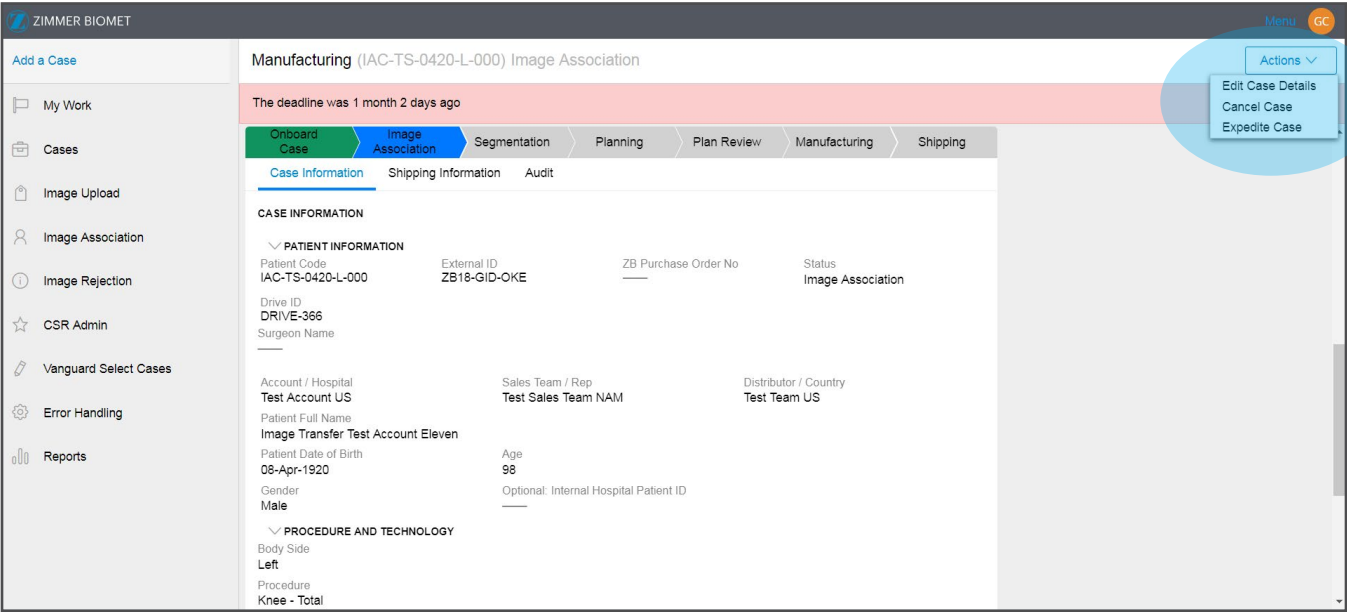 ZIMMER BIOMET
Menu GC
Add a Case
My Work
Cases
Image Upload
Image Association
Image Rejection
CSR Admin
Vanguard Select Cases
Error Handling
Reports
Manufacturing (IAC-TS-0420-L-000) Image Association
Actions
Edit Case Details
Cancel Case
Expedite Case
The deadline was 1 month 2 days ago
Onboard Case
Image Association
Segmentation
Planning
Plan Review
Manufacturing
Shipping
Case Information Shipping Information Audit
CASE INFORMATION
PATIENT INFORMATION
Patient Code External ID ZB Purchase Order No Status
IAC-TS-0420-L-000 ZB18-GID-OKE Image Association
Drive ID
DRIVE-366
Surgeon Name
Account / Hospital Sales Team / Rep Distributor / Country
Test Account US Test Sales Team NAM Test Team US
Patient Full Name
Image Transfer Test Account Eleven
Patient Date of Birth Age
08-Apr-1920 98
Gender Optional: Internal Hospital Patient ID
Male
PROCEDURE AND TECHNOLOGY
Body Side
Left
Procedure
Knee - Total